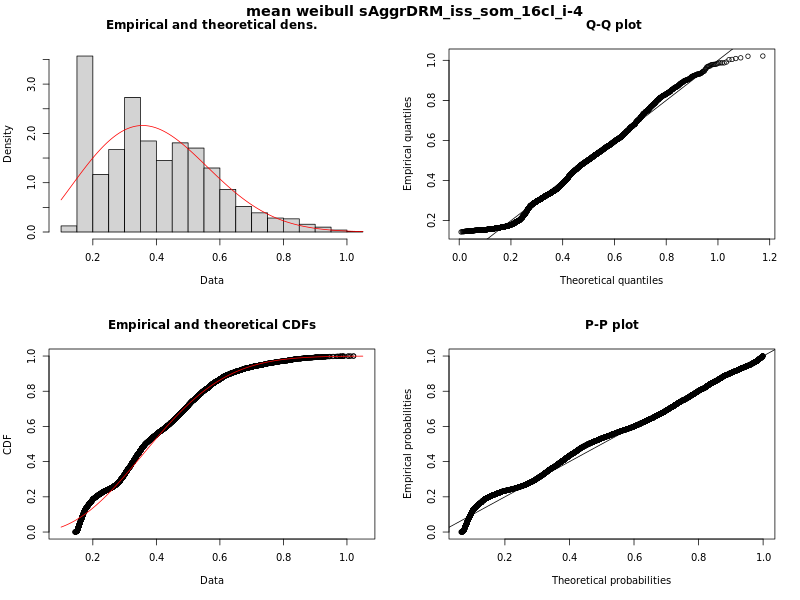 mean weibull sAggrDRM_iss_som_16cl_i-4
Empirical and theoretical dens.
Density
0.0 1.0 2.0 3.0
0.2 0.4 0.6 0.8 1.0
Data
Q-Q plot
Empirical quantiles
0.2 0.4 0.6 0.8 1.0
0.0 0.2 0.4 0.6 0.8 1.0 1.2
Theoretical quantiles
Empirical and theoretical CDFs
CDF
0.0 0.2 0.4 0.6 0.8 1.0
0.2 0.4 0.6 0.8 1.0
Data
P-P plot
Empirical probabilities
0.0 0.2 0.4 0.6 0.8 1.0
0.2 0.4 0.6 0.8 1.0
Theoretical probabilities